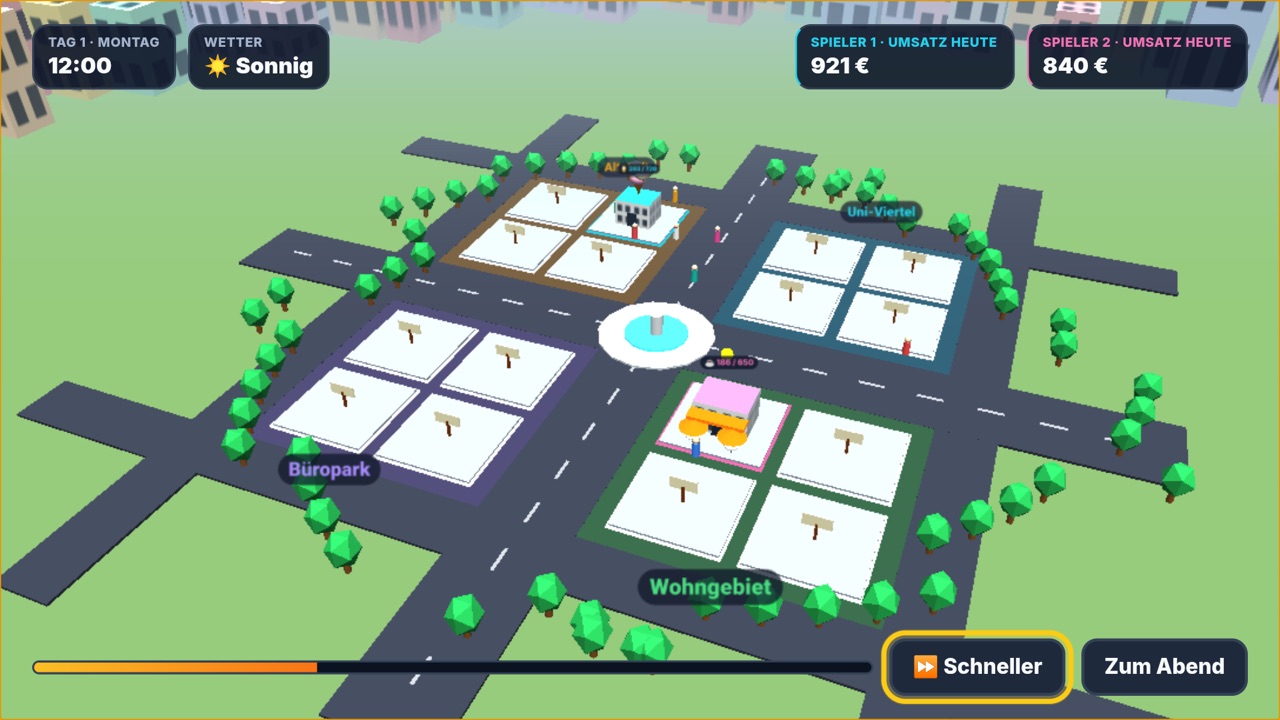 TAG 1 · MONTAG
12:00
WETTER
Sonnig
SPIELER 1 · UMSATZ HEUTE
921 €
SPIELER 2 · UMSATZ HEUTE
840 €
Uni-Viertel
186 / 650
Büropark
Wohngebiet
Schneller
Zum Abend